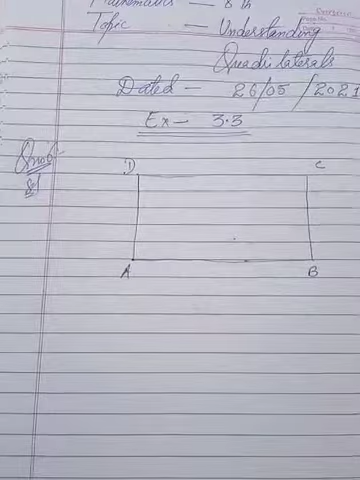 Mathematics — 8th
Topic — Understanding
Quadrilaterals
Dated — 26/05/2021
Ex — 3.3
D C
A B